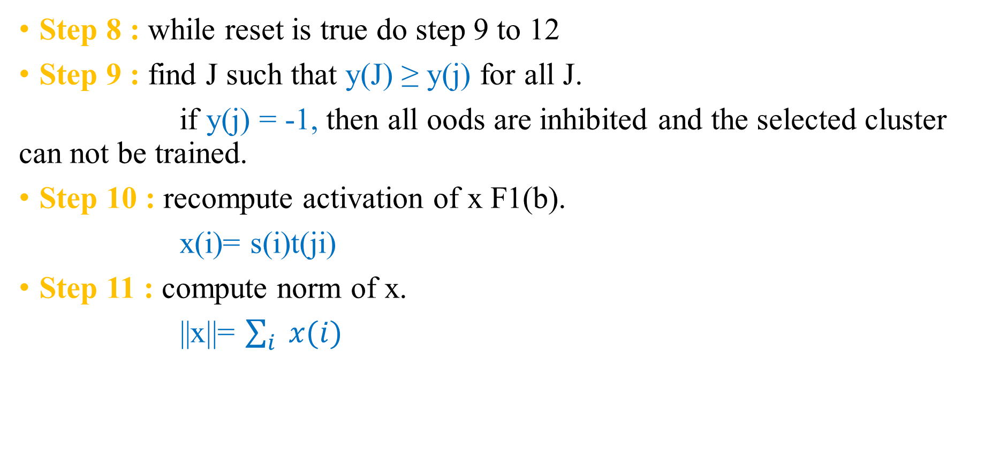 • Step 8 : while reset is true do step 9 to 12
• Step 9 : find J such that y(J) ≥ y(j) for all J.
if y(j) = -1, then all oods are inhibited and the selected cluster
can not be trained.
• Step 10 : recompute activation of x F1(b).
x(i)= s(i)t(ji)
• Step 11 : compute norm of x.
||x||= ∑ᵢ x(i)